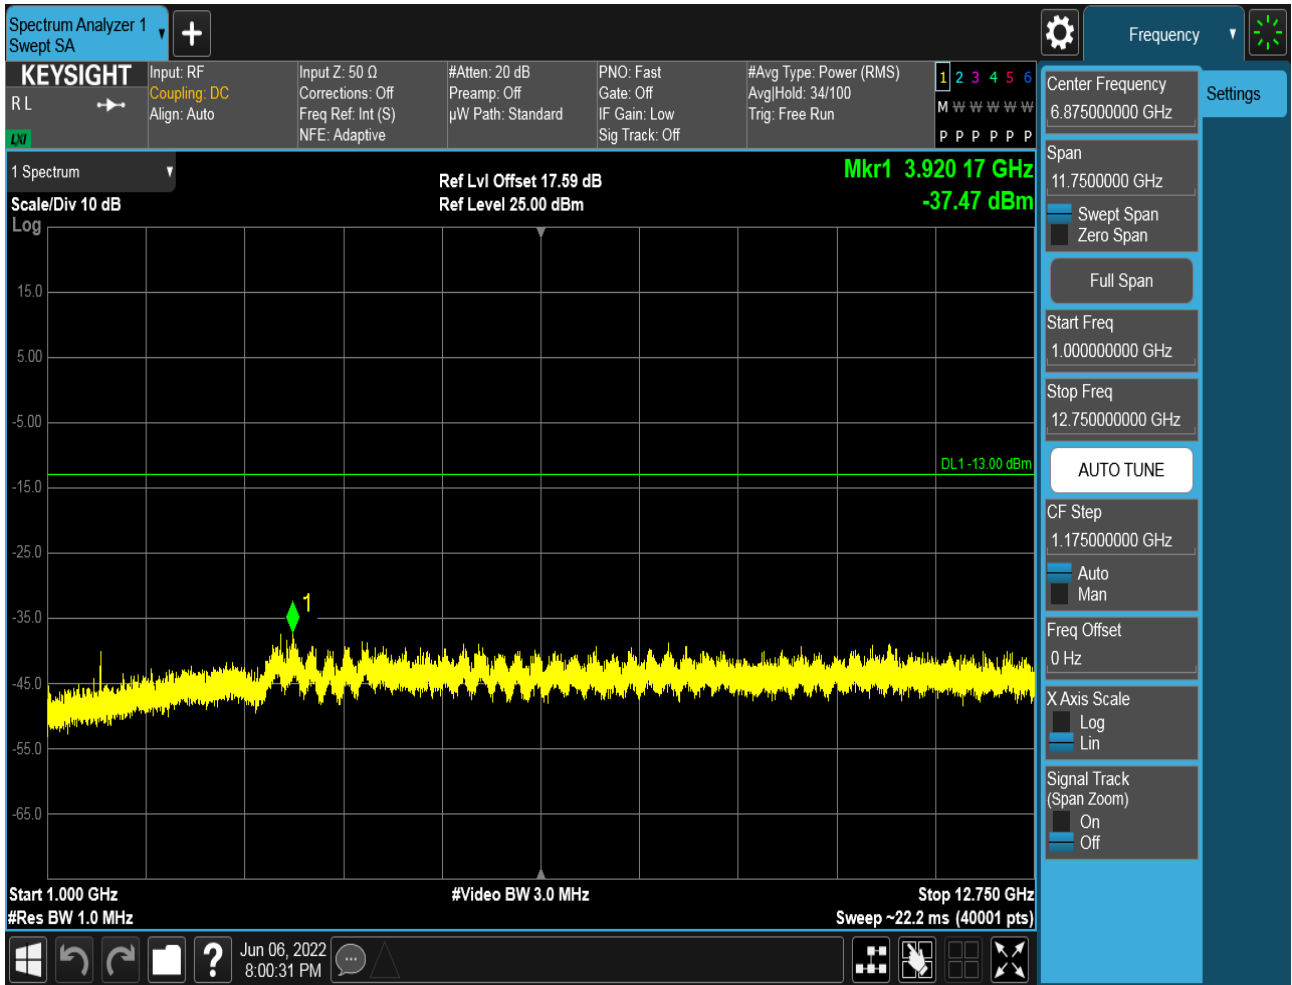 Spectrum Analyzer 1
Swept SA
Frequency
KEYSIGHT
R L
LXI
Input: RF
Coupling: DC
Align: Auto
Input Z: 50 Ω
Corrections: Off
Freq Ref: Int (S)
NFE: Adaptive
#Atten: 20 dB
Preamp: Off
µW Path: Standard
PNO: Fast
Gate: Off
IF Gain: Low
Sig Track: Off
#Avg Type: Power (RMS)
Avg|Hold: 34/100
Trig: Free Run
1 2 3 4 5 6
M W W W W W
P P P P P P
1 Spectrum
Scale/Div 10 dB
Log
Ref Lvl Offset 17.59 dB
Ref Level 25.00 dBm
Mkr1 3.920 17 GHz
-37.47 dBm
15.0
5.00
-5.00
DL1 -13.00 dBm
-15.0
-25.0
1
-35.0
-45.0
-55.0
-65.0
Start 1.000 GHz
#Res BW 1.0 MHz
#Video BW 3.0 MHz
Stop 12.750 GHz
Sweep ~22.2 ms (40001 pts)
Jun 06, 2022
8:00:31 PM
Center Frequency
6.875000000 GHz
Settings
Span
11.7500000 GHz
Swept Span
Zero Span
Full Span
Start Freq
1.000000000 GHz
Stop Freq
12.750000000 GHz
AUTO TUNE
CF Step
1.175000000 GHz
Auto
Man
Freq Offset
0 Hz
X Axis Scale
Log
Lin
Signal Track
(Span Zoom)
On
Off